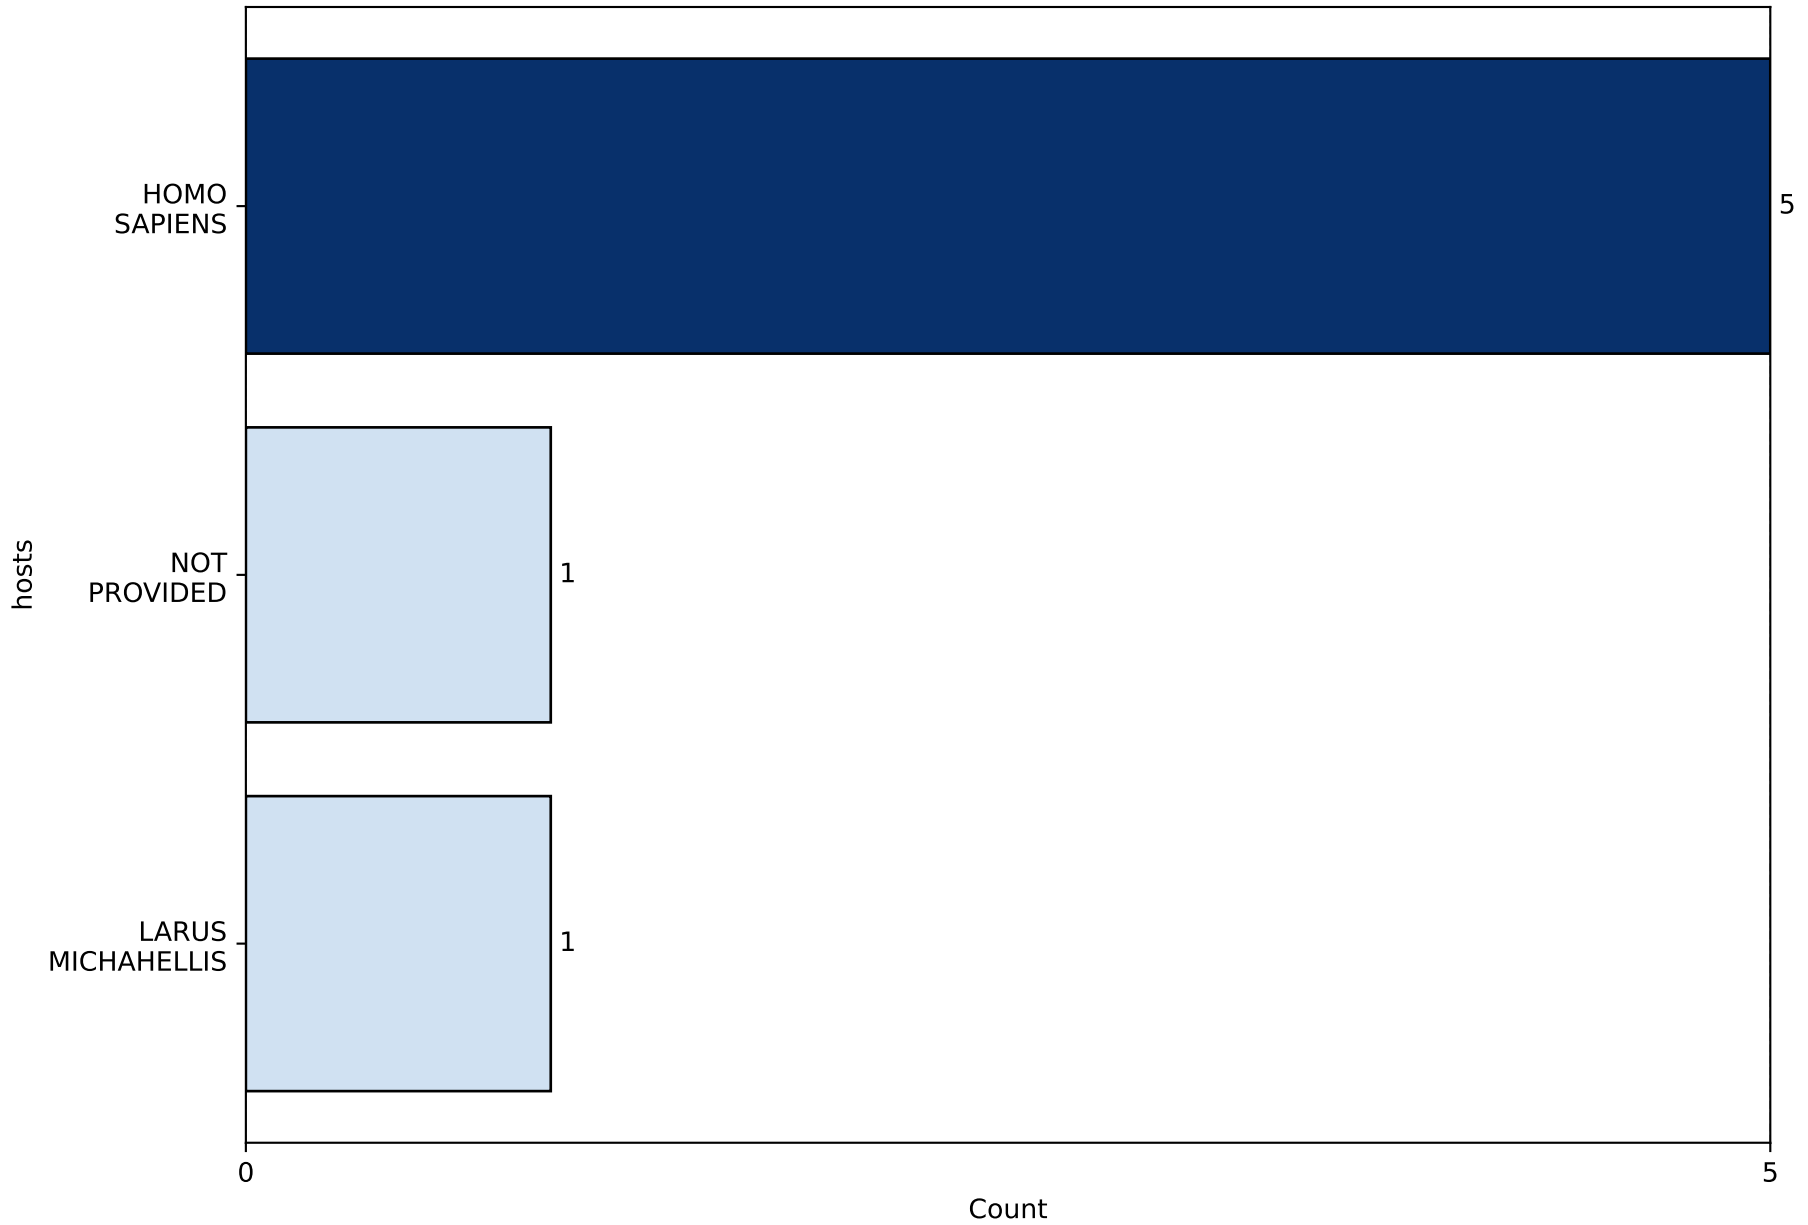 HOMO
SAPIENS
5
NOT
PROVIDED
1
hosts
LARUS
MICHAHELLIS
1
0
5
Count